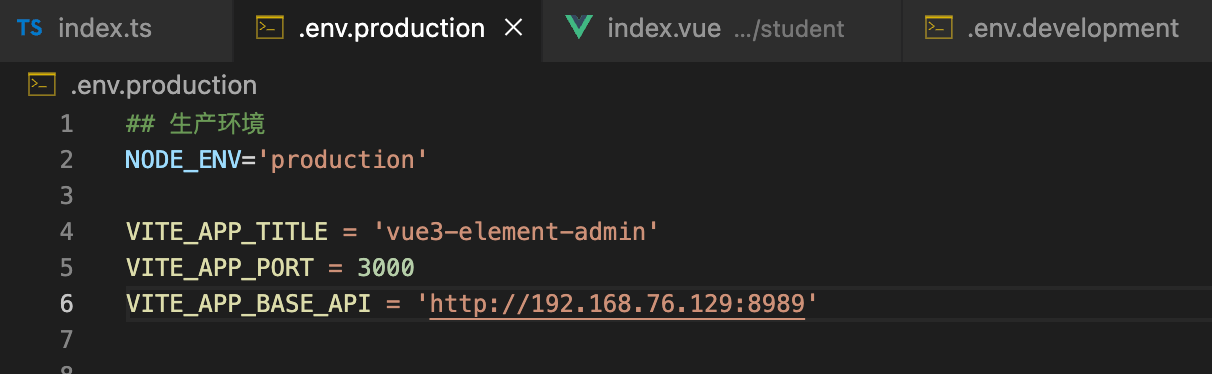 TS index.ts .env.production index.vue .../student .env.development
.env.production
1 ## 生产环境
2 NODE_ENV='production'
3
4 VITE_APP_TITLE = 'vue3-element-admin'
5 VITE_APP_PORT = 3000
6 VITE_APP_BASE_API = 'http://192.168.76.129:8989'
7
8